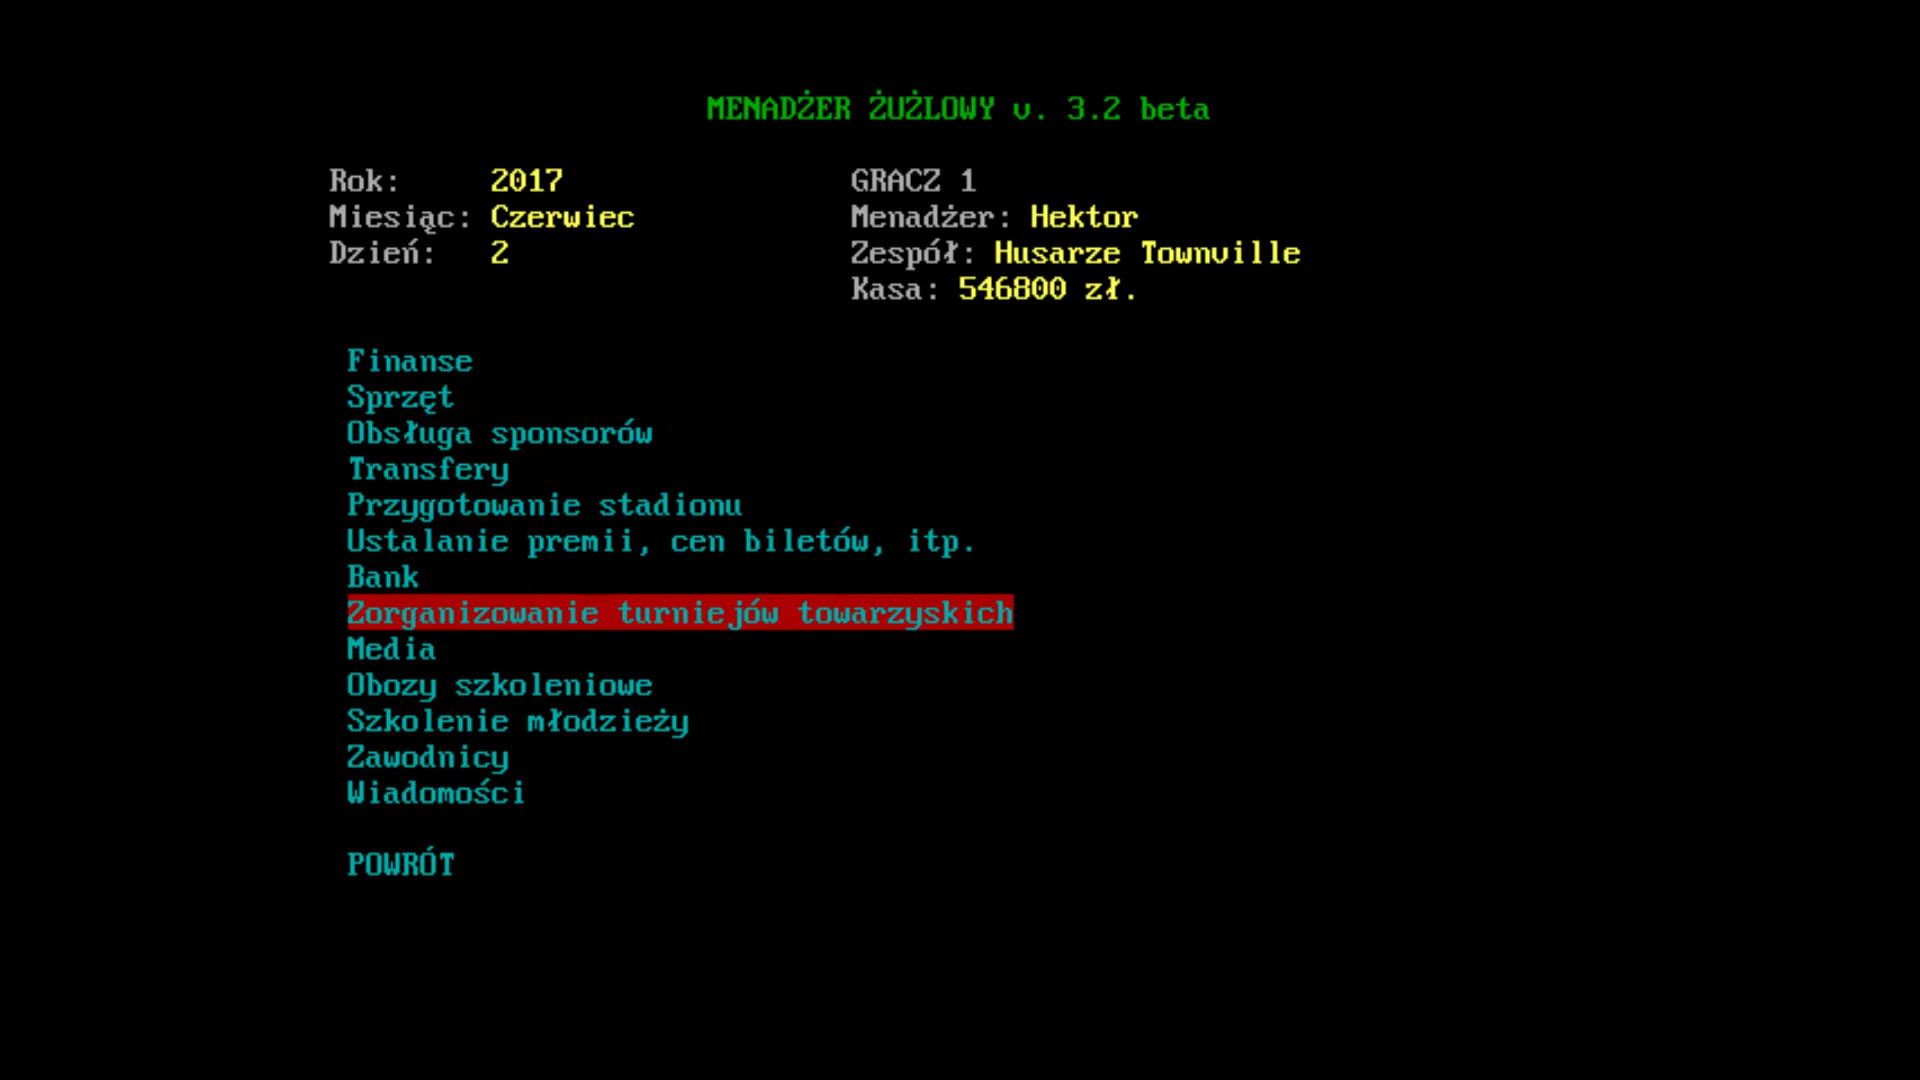 MENADŻER ŻUŻLOWY v. 3.2 beta
Rok: 2017
Miesiąc: Czerwiec
Dzień: 2
GRACZ 1
Menadżer: Hektor
Zespół: Husarze Townville
Kasa: 546800 zł.
Finanse
Sprzęt
Obsługa sponsorów
Transfery
Przygotowanie stadionu
Ustalanie premii, cen biletów, itp.
Bank
Zorganizowanie turniejów towarzyskich
Media
Obozy szkoleniowe
Szkolenie młodzieży
Zawodnicy
Wiadomości
POWRÓT